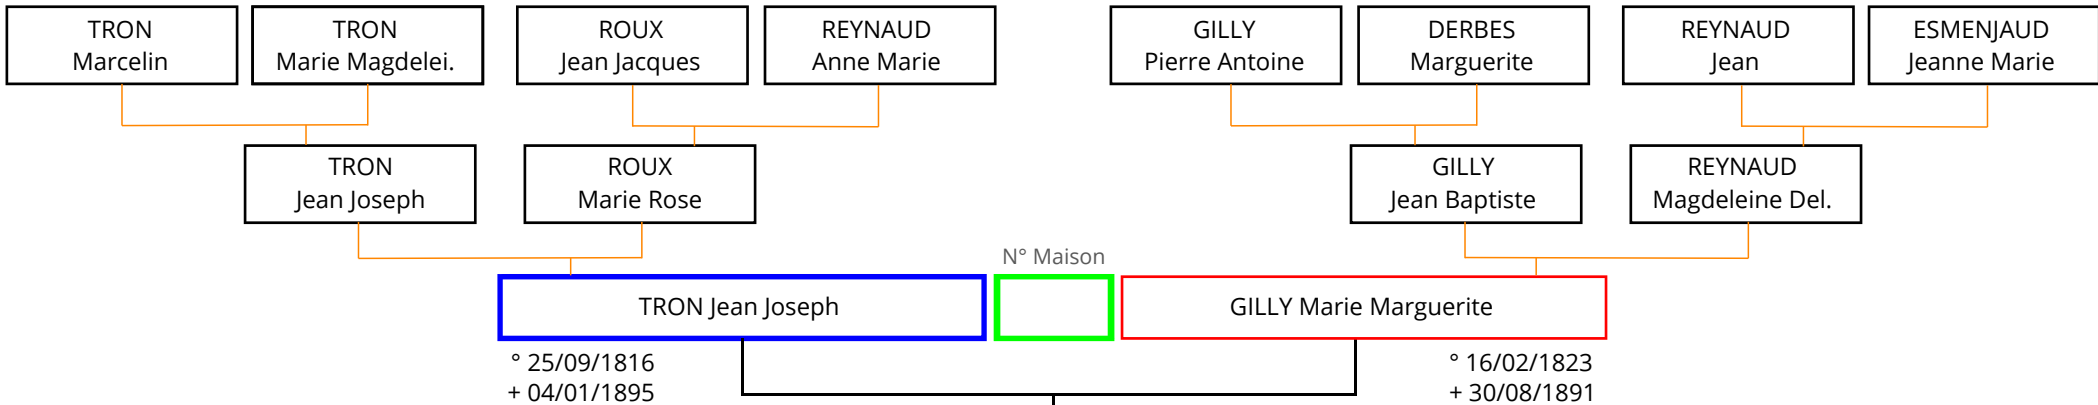 TRON
Marcelin
TRON
Marie Magdelei.
ROUX
Jean Jacques
REYNAUD
Anne Marie
GILLY
Pierre Antoine
DERBES
Marguerite
REYNAUD
Jean
ESMENJAUD
Jeanne Marie
TRON
Jean Joseph
ROUX
Marie Rose
GILLY
Jean Baptiste
REYNAUD
Magdeleine Del.
N° Maison
TRON Jean Joseph
GILLY Marie Marguerite
° 25/09/1816
+ 04/01/1895
° 16/02/1823
+ 30/08/1891